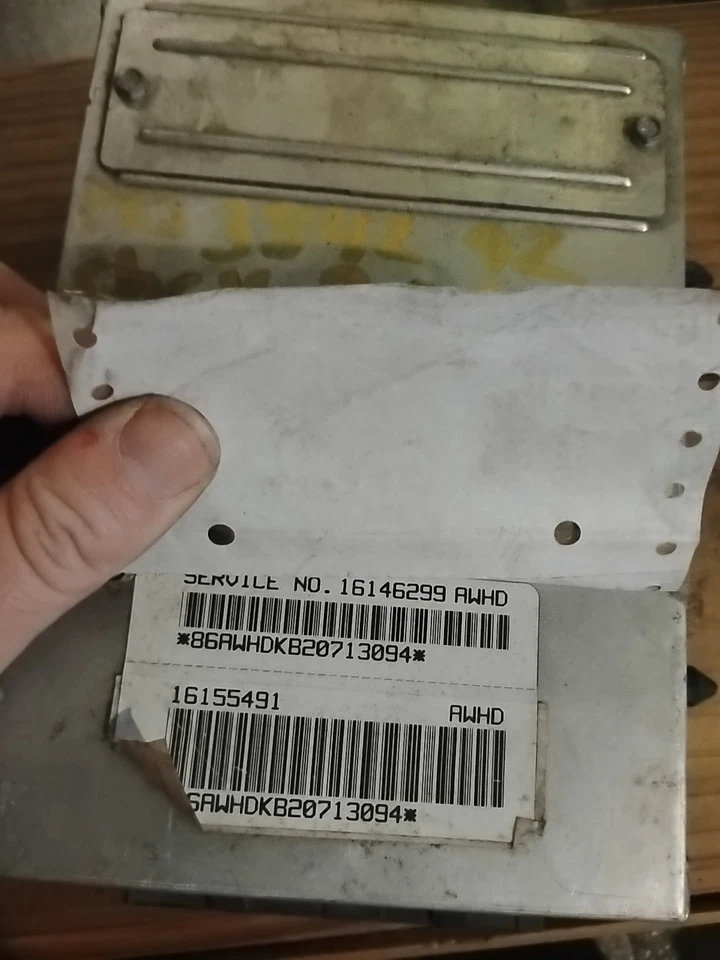 SERVICE NO. 16146299 AWHD
*86AWHDKB20713094*
16155491 AWHD
6AWHDKB20713094*